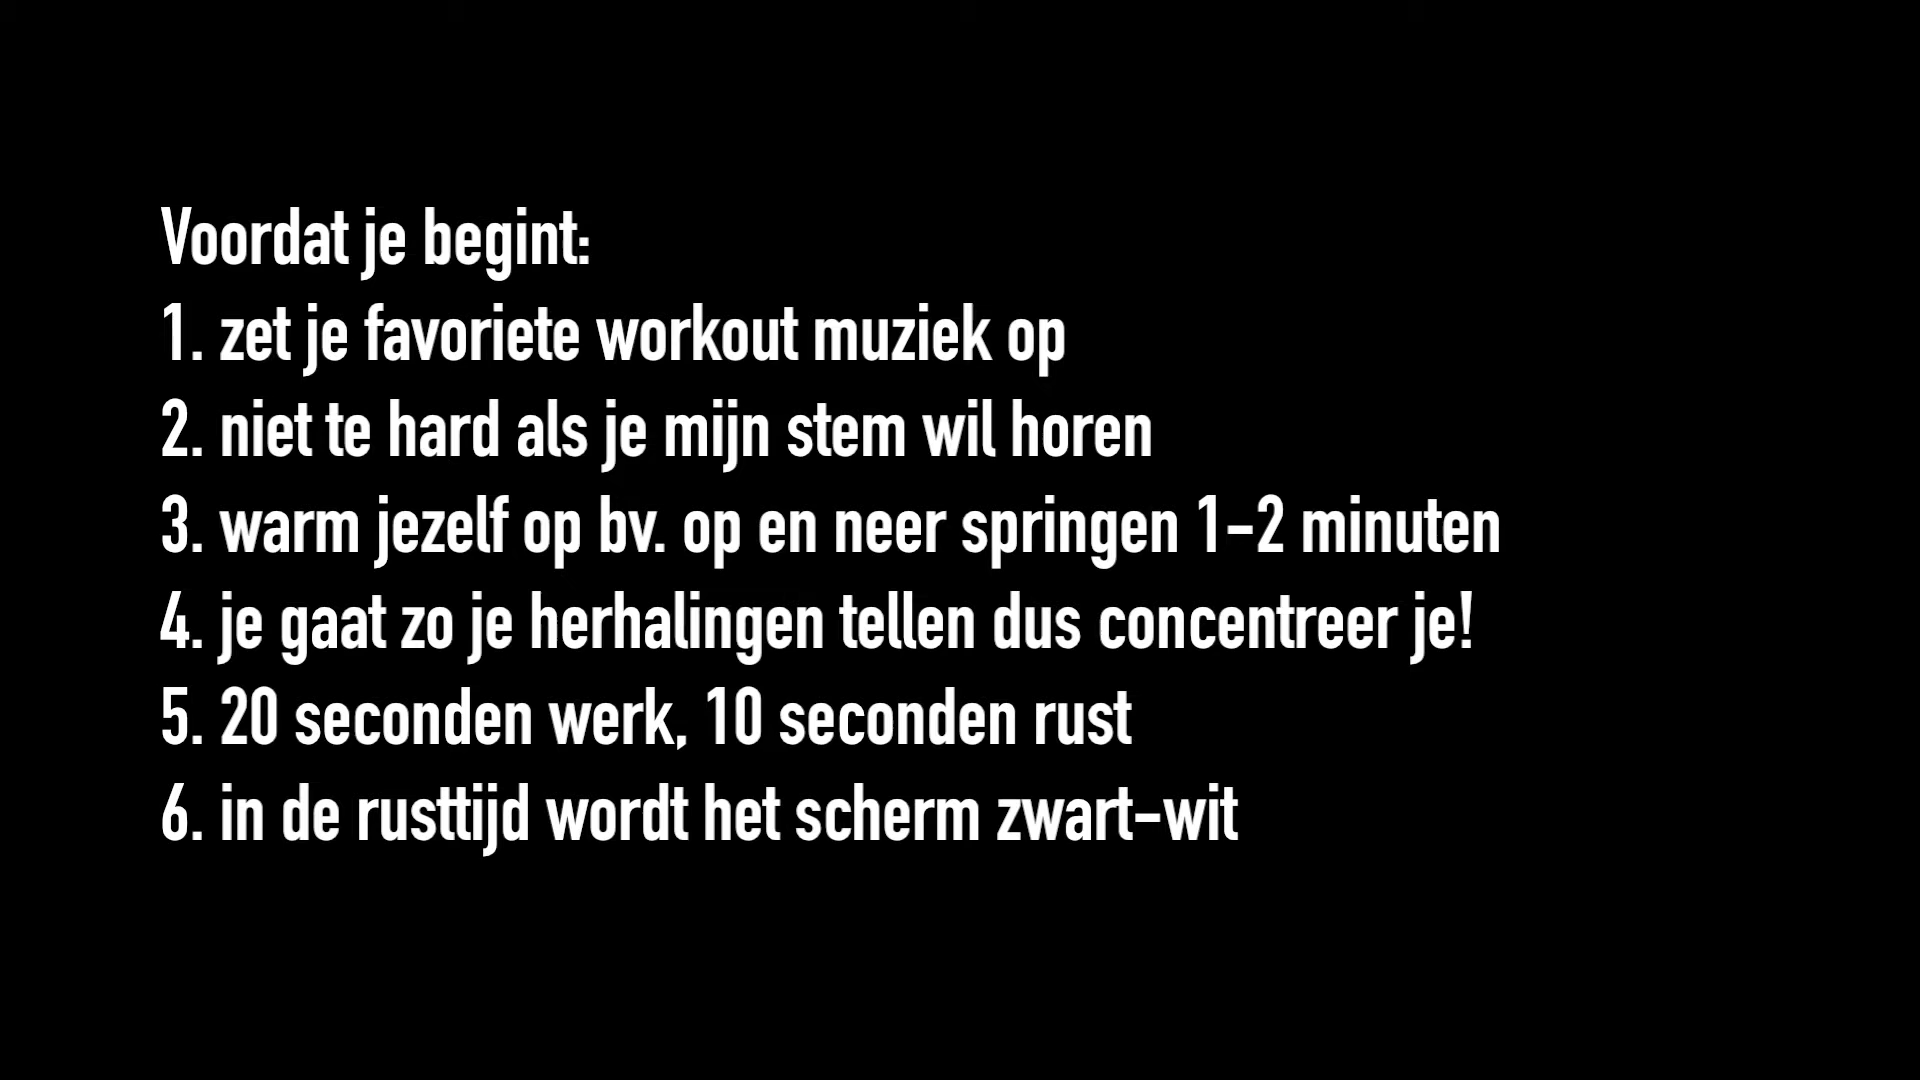 Voordat je begint:
1. zet je favoriete workout muziek op
2. niet te hard als je mijn stem wil horen
3. warm jezelf op bv. op en neer springen 1-2 minuten
4. je gaat zo je herhalingen tellen dus concentreer je!
5. 20 seconden werk, 10 seconden rust
6. in de rusttijd wordt het scherm zwart-wit